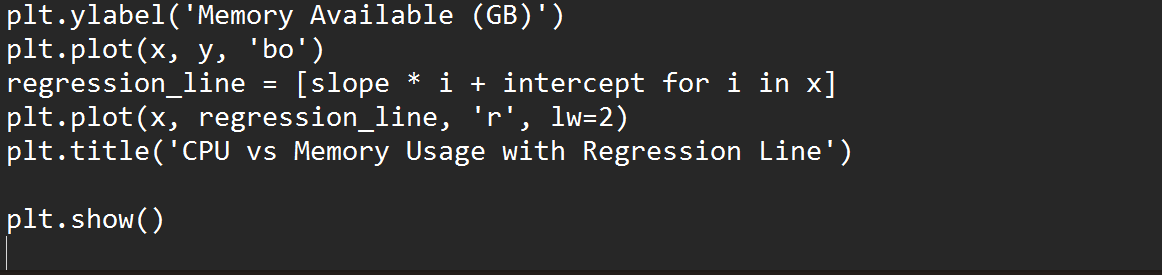 plt.ylabel('Memory Available (GB)')
plt.plot(x, y, 'bo')
regression_line = [slope * i + intercept for i in x]
plt.plot(x, regression_line, 'r', lw=2)
plt.title('CPU vs Memory Usage with Regression Line')
plt.show()